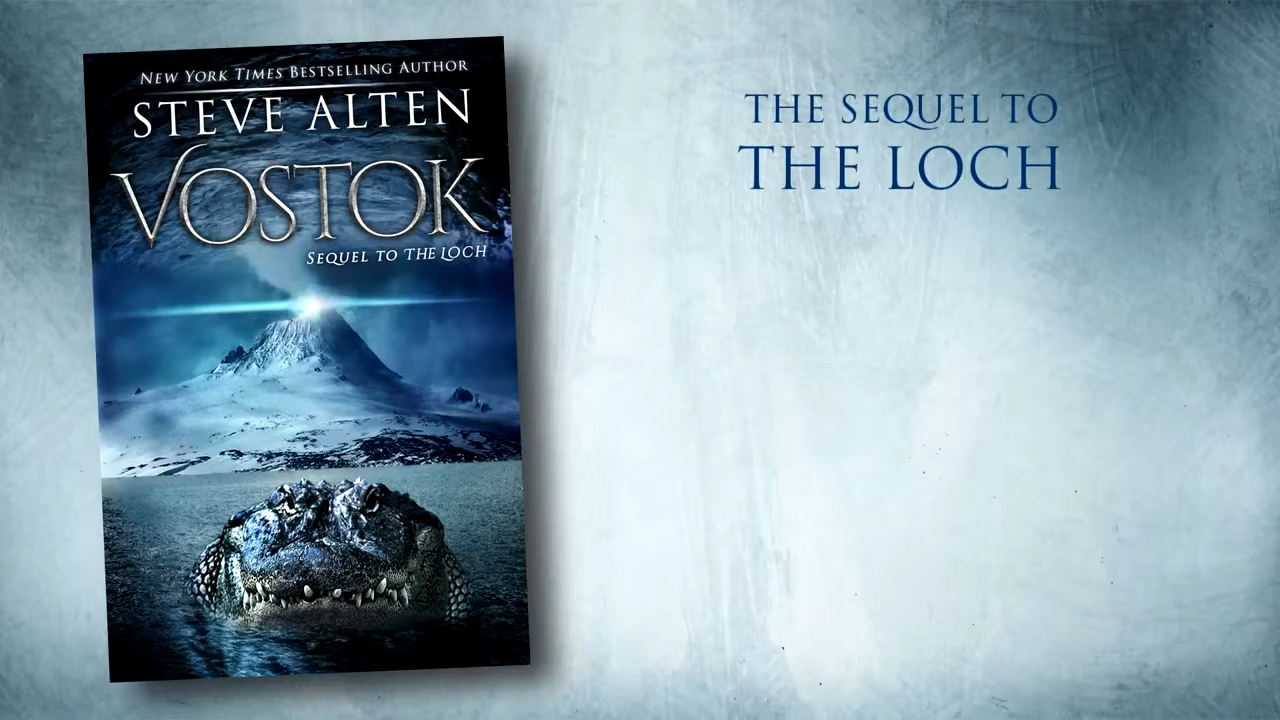 New York Times Bestselling Author
STEVE ALTEN
VOSTOK
SEQUEL TO THE LOCH
THE SEQUEL TO
THE LOCH